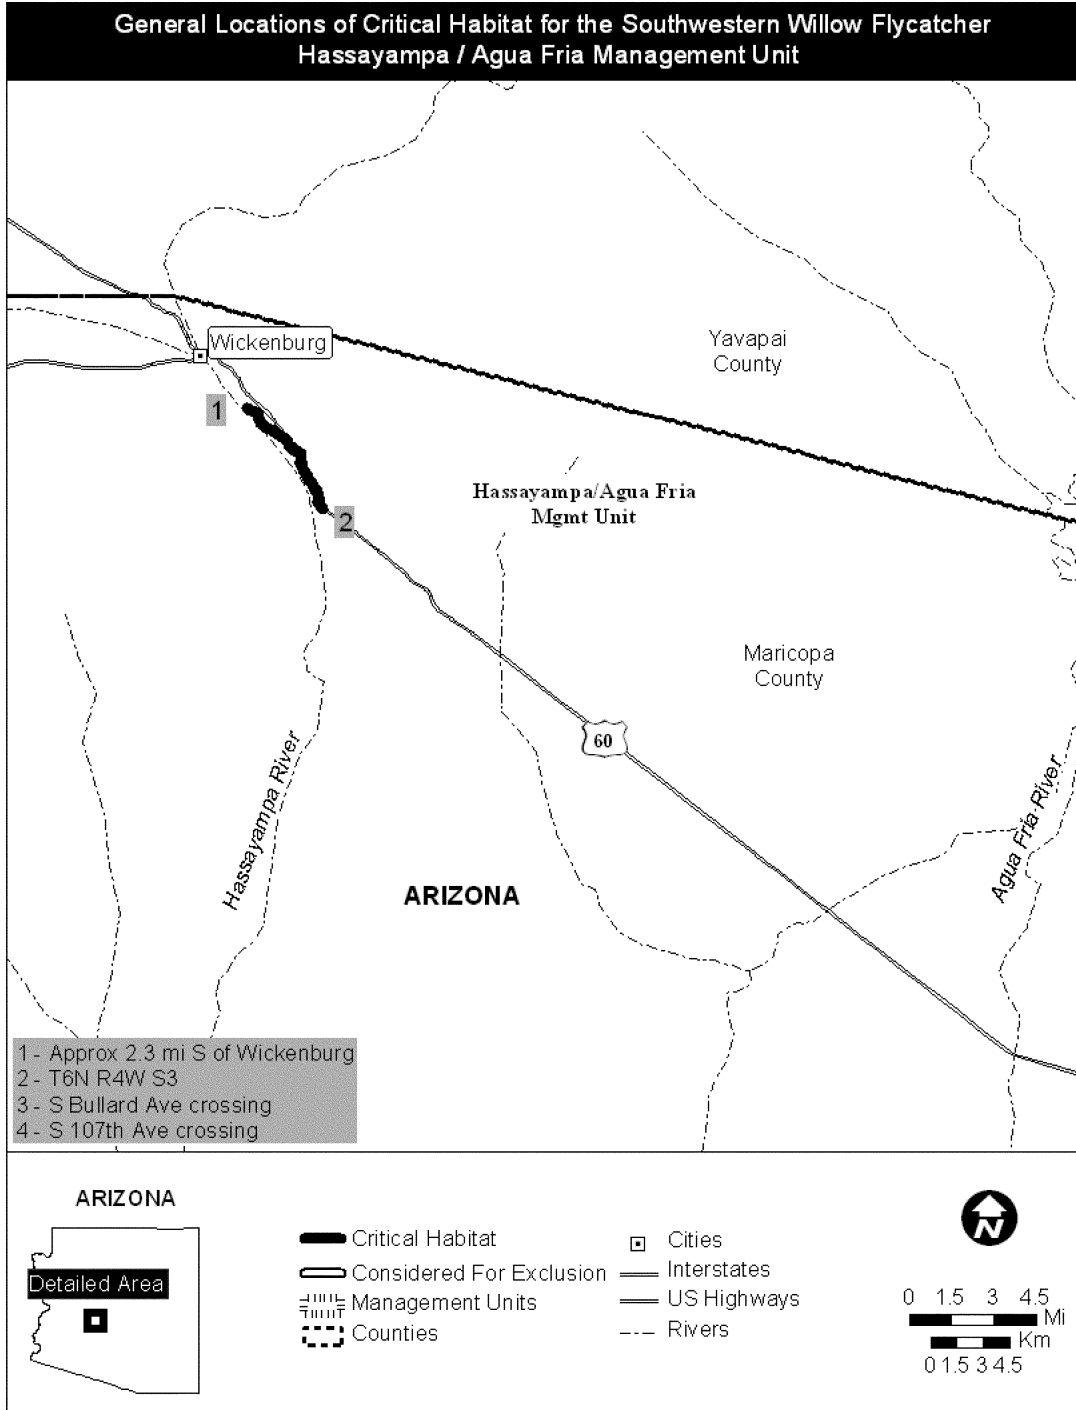 General Locations of Critical Habitat for the Southwestern Willow Flycatcher
Hassayampa / Agua Fria Management Unit
Wickenburg
Yavapai
County
1
Hassayampa/Agua Fria
Mgmt Unit
2
Maricopa
County
60
Hassayampa River
Agua Fria River
ARIZONA
1 - Approx 2.3 mi S of Wickenburg
2 - T6N R4W S3
3 - S Bullard Ave crossing
4 - S 107th Ave crossing
ARIZONA
Detailed Area
Critical Habitat
Considered For Exclusion
Management Units
Counties
Cities
Interstates
US Highways
Rivers
N
0 1.5 3 4.5
Mi
Km
0 1.5 3 4.5